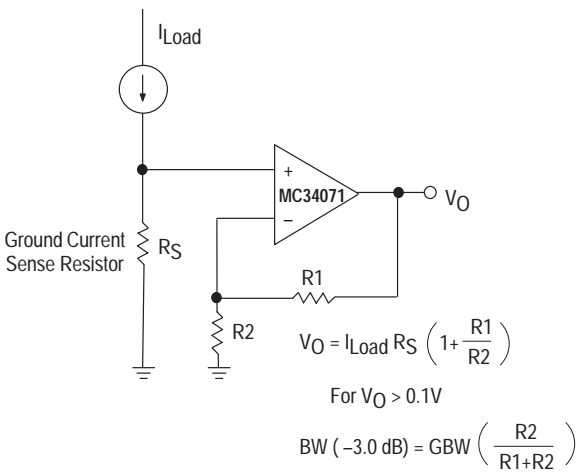 I Load
+
MC34071
−
VO
Ground Current
Sense Resistor
RS
R1
R2
VO = ILoad RS ( 1+ R1/R2 )
For VO > 0.1V
BW ( −3.0 dB) = GBW ( R2/R1+R2 )